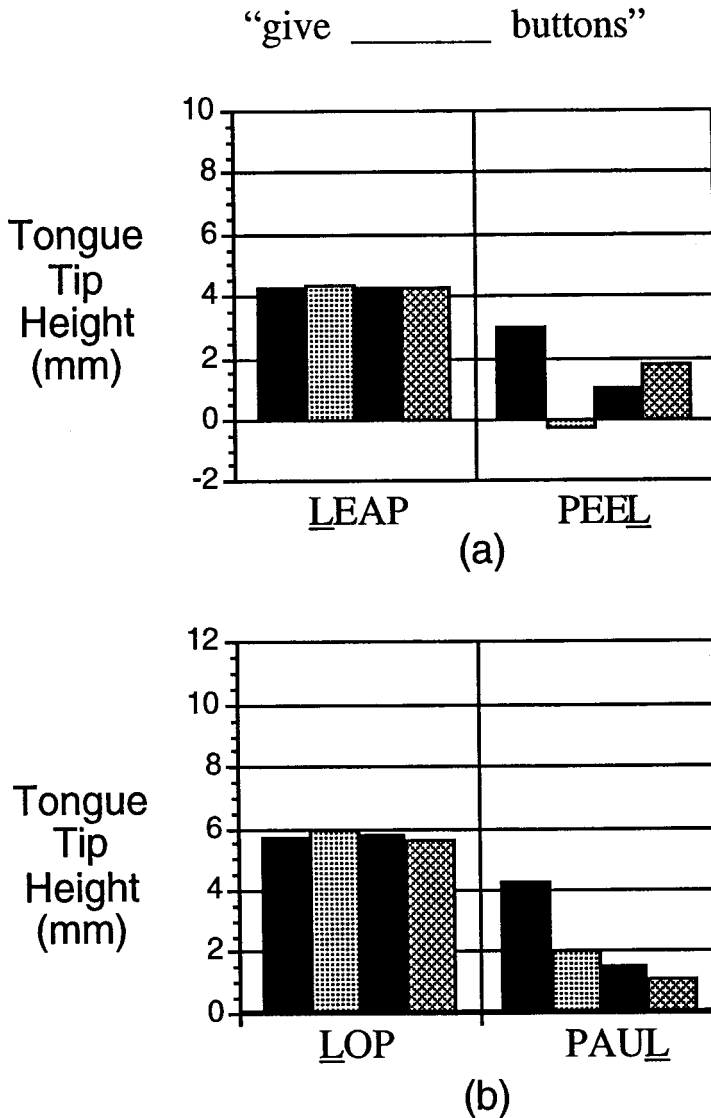 “give ______ buttons”
10
8
6
4
2
0
-2
Tongue
Tip
Height
(mm)
LEAP PEEL
(a)
12
10
8
6
4
2
0
Tongue
Tip
Height
(mm)
LOP PAUL
(b)